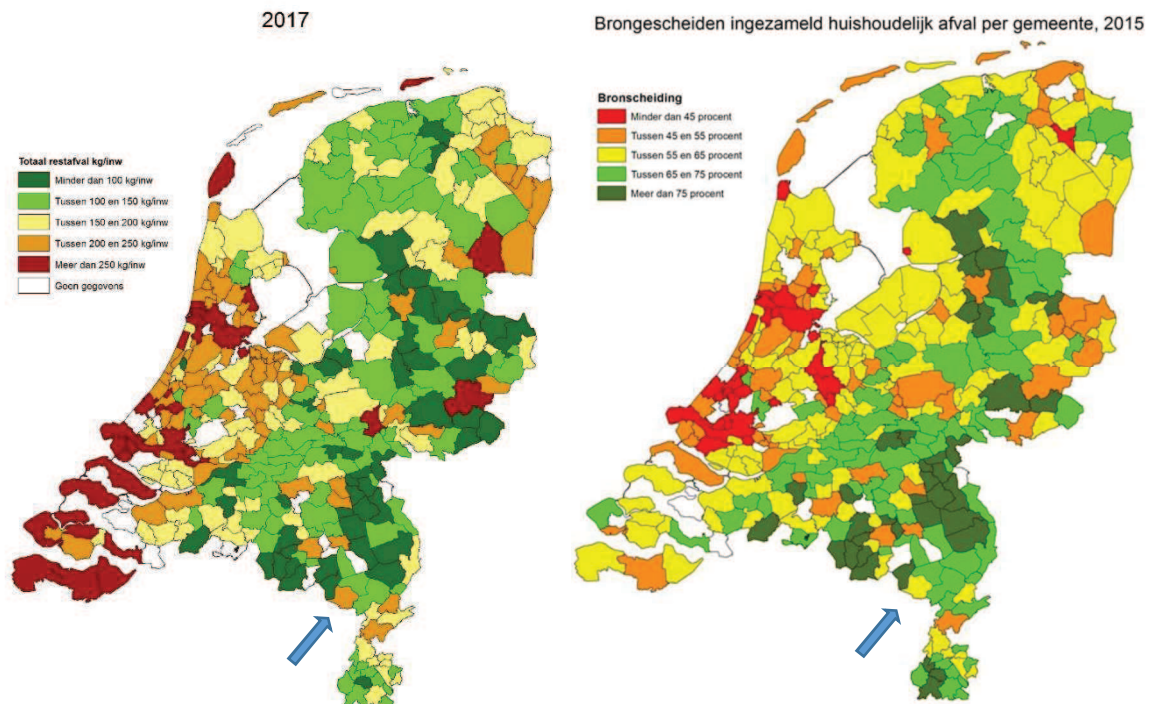 2017
Totaal restafval kg/inw
Minder dan 100 kg/inw
Tussen 100 en 150 kg/inw
Tussen 150 en 200 kg/inw
Tussen 200 en 250 kg/inw
Meer dan 250 kg/inw
Geen gegevens
Brongescheiden ingezameld huishoudelijk afval per gemeente, 2015
Bronscheiding
Minder dan 45 procent
Tussen 45 en 55 procent
Tussen 55 en 65 procent
Tussen 65 en 75 procent
Meer dan 75 procent